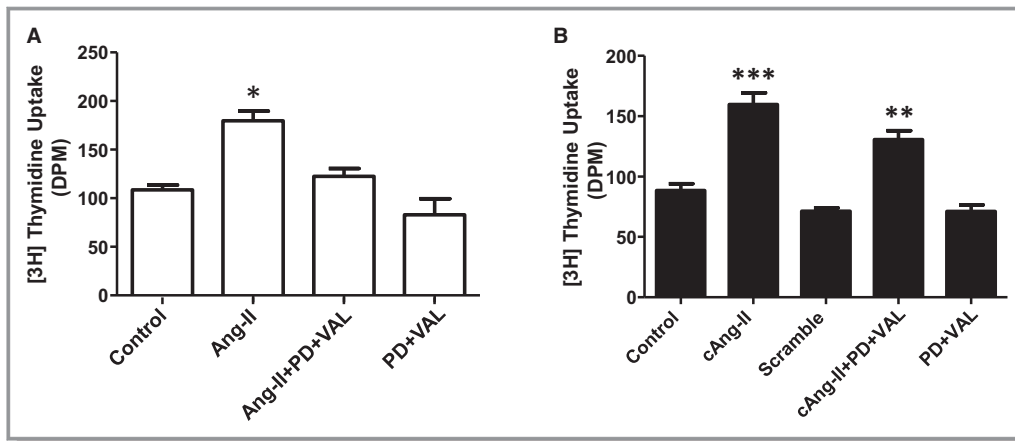 A
[3H] Thymidine Uptake
(DPM)
250
200
150
100
50
0
*
Control
Ang-II
Ang-II+PD+VAL
PD+VAL
B
[3H] Thymidine Uptake
(DPM)
200
150
100
50
0
***
**
Control
cAng-II
Scramble
cAng-II+PD+VAL
PD+VAL